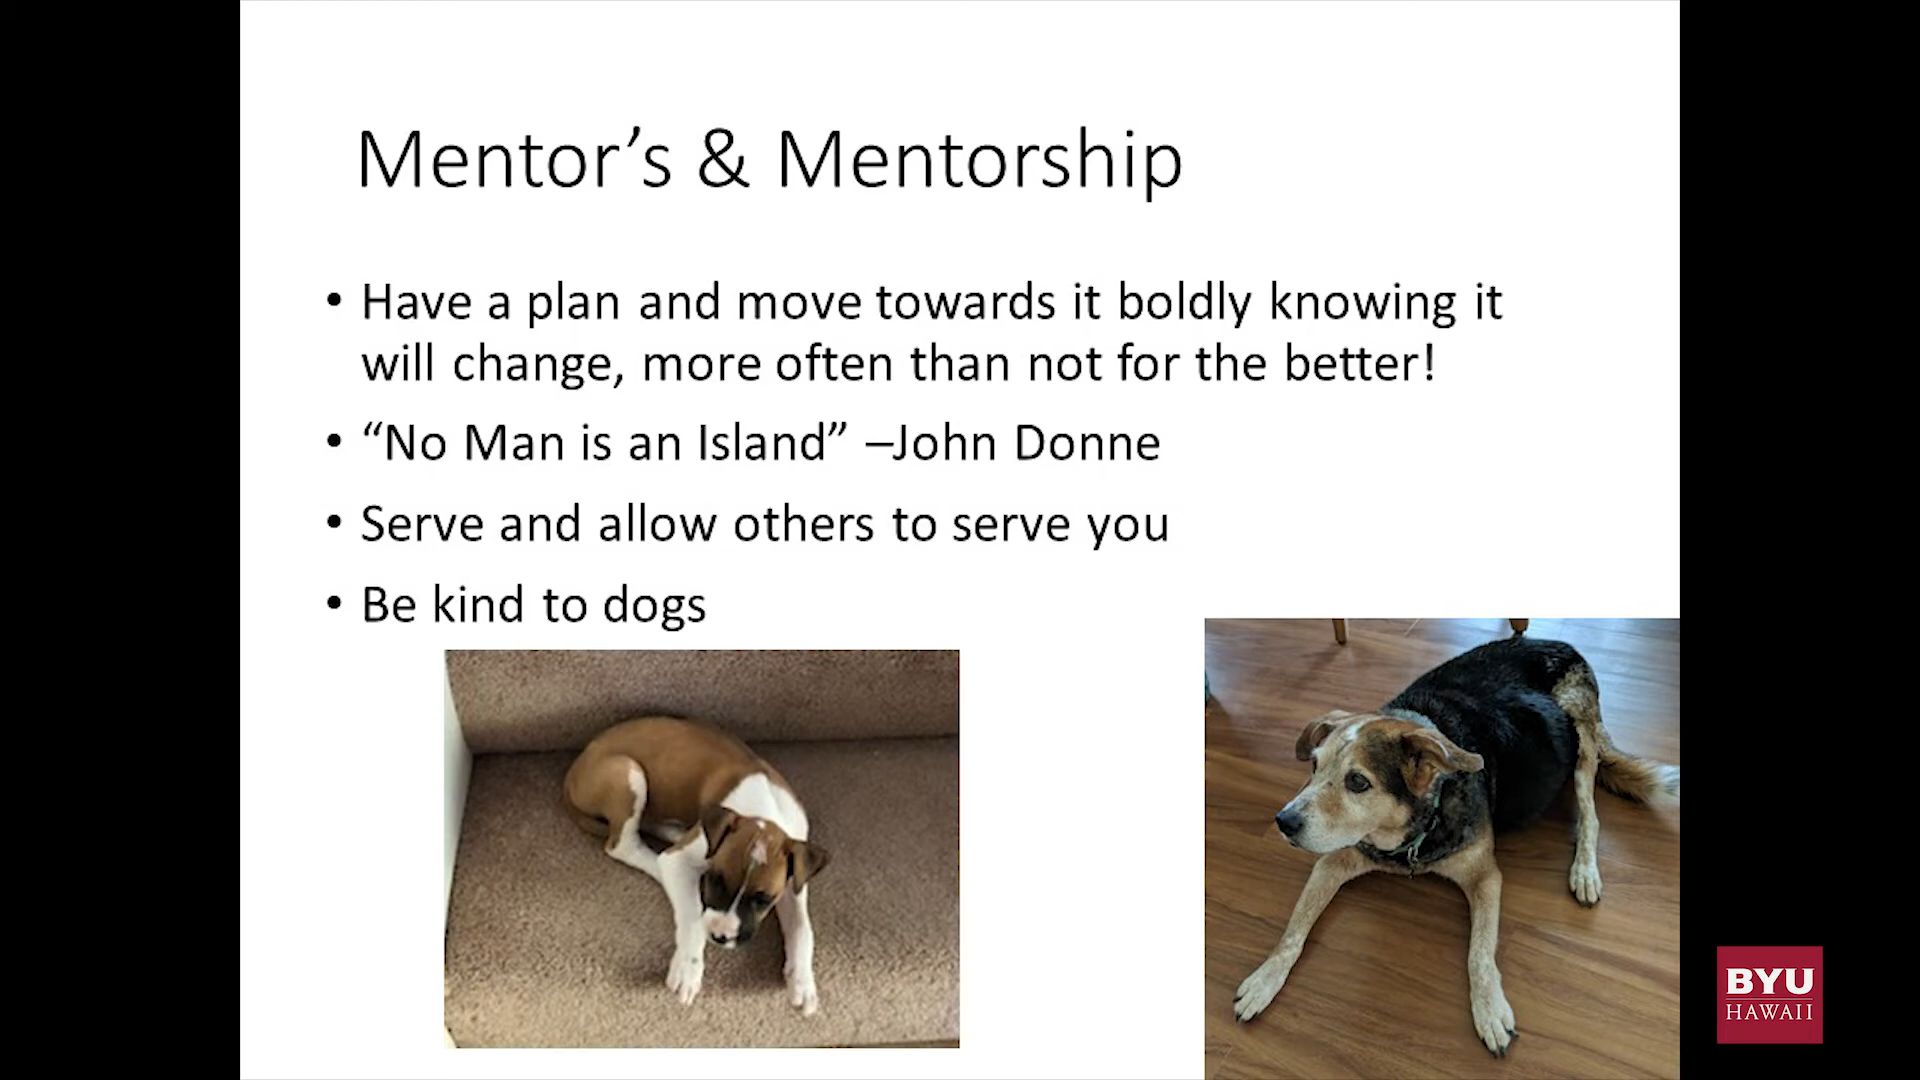 Mentor’s & Mentorship
• Have a plan and move towards it boldly knowing it
will change, more often than not for the better!
• “No Man is an Island” –John Donne
• Serve and allow others to serve you
• Be kind to dogs
BYU
HAWAII